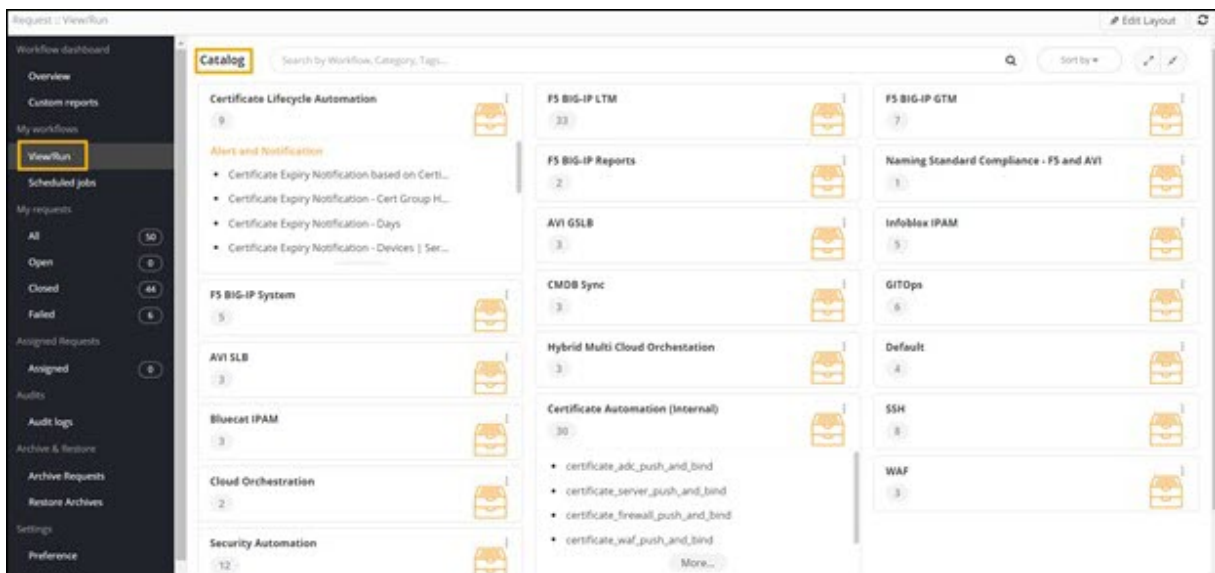 Request :: View/Run
Edit Layout
Workflow dashboard
Overview
Custom reports
My workflows
View/Run
Scheduled jobs
My requests
All 50
Open 0
Closed 44
Failed 6
Assigned Requests
Assigned 0
Audits
Audit logs
Archive & Restore
Archive Requests
Restore Archives
Settings
Preference
Catalog
Search by Workflow, Category, Tags...
Sort by
Certificate Lifecycle Automation
9
Alert and Notification
• Certificate Expiry Notification based on Certi...
• Certificate Expiry Notification - Cert Group H...
• Certificate Expiry Notification - Days
• Certificate Expiry Notification - Devices | Ser...
F5 BIG-IP System
5
AVI SLB
3
Bluecat IPAM
3
Cloud Orchestration
2
Security Automation
12
F5 BIG-IP LTM
33
F5 BIG-IP Reports
2
AVI GSLB
3
CMDB Sync
3
Hybrid Multi Cloud Orchestation
3
Certificate Automation (Internal)
30
• certificate_adc_push_and_bind
• certificate_server_push_and_bind
• certificate_firewall_push_and_bind
• certificate_waf_push_and_bind
More...
F5 BIG-IP GTM
7
Naming Standard Compliance - F5 and AVI
1
Infoblox IPAM
5
GITOps
6
Default
4
SSH
8
WAF
3